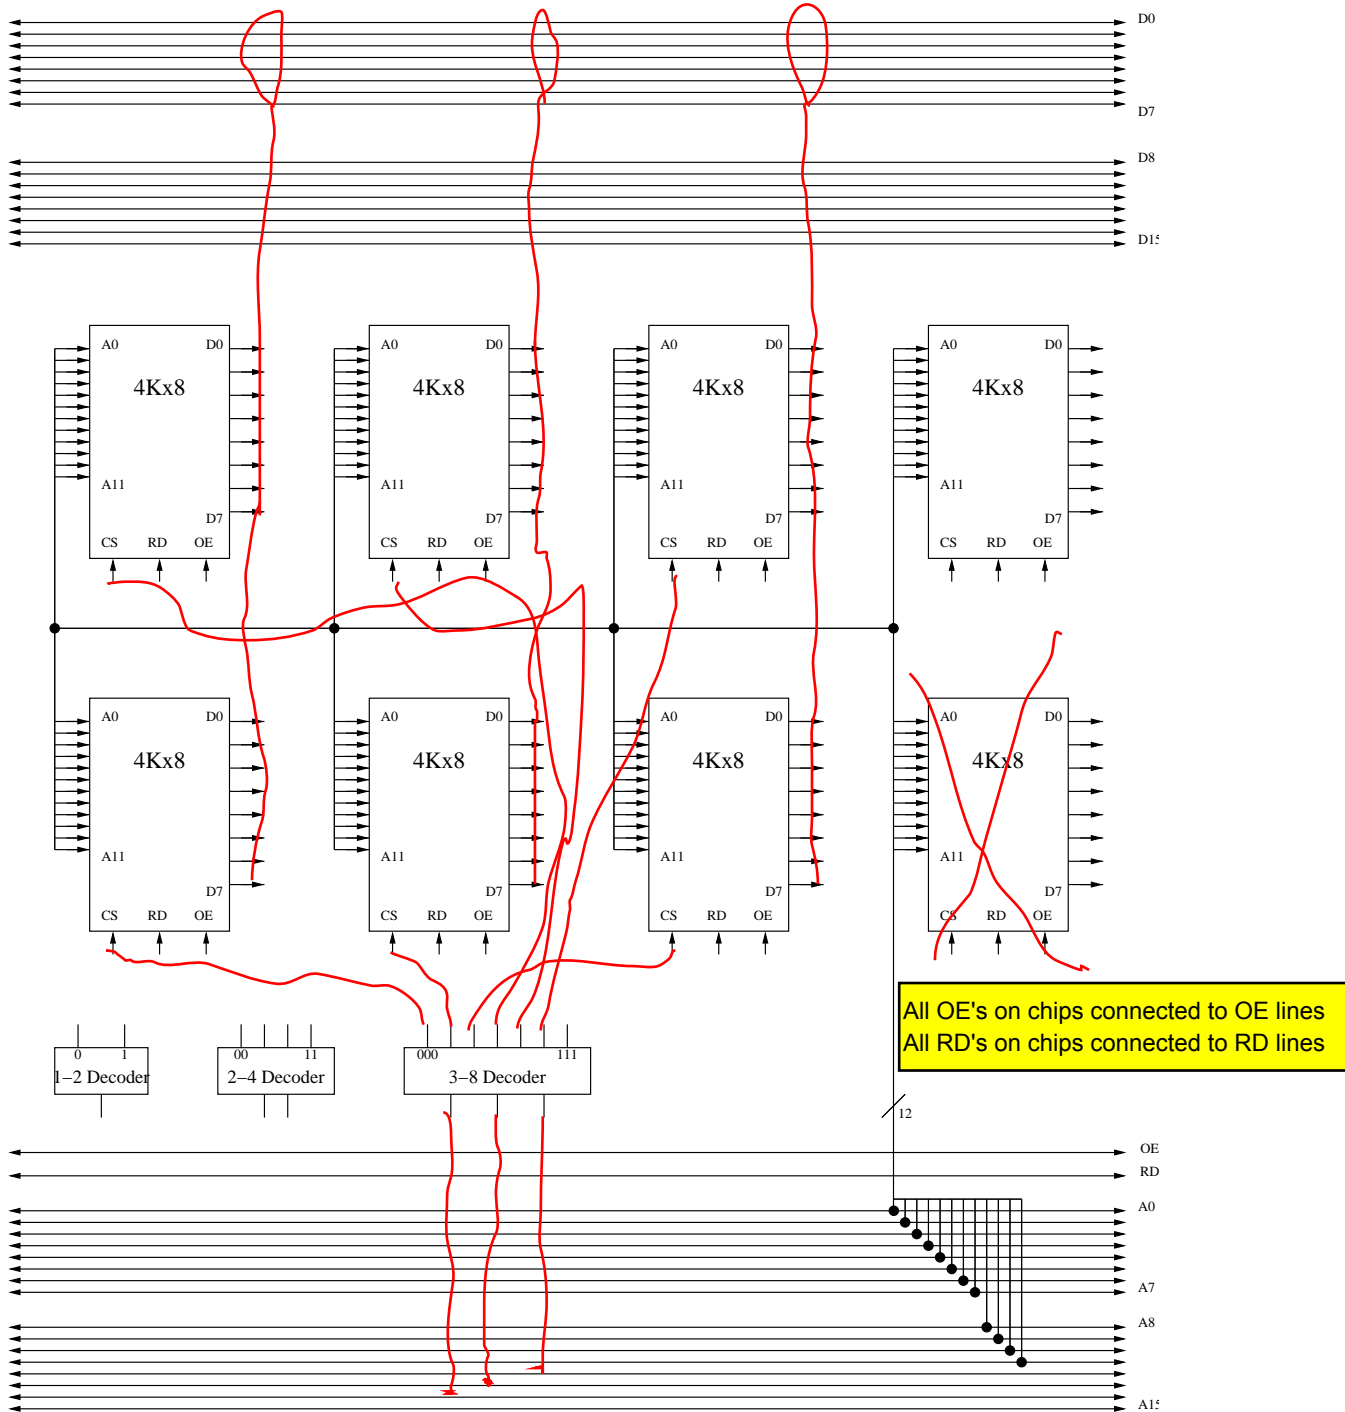 D0
D7
D8
D15
A0 D0 A0 D0 A0 D0 A0 D0
4Kx8 4Kx8 4Kx8 4Kx8
A11 A11 A11 A11
D7 D7 D7 D7
CS RD OE CS RD OE CS RD OE CS RD OE
A0 D0 A0 D0 A0 D0 A0 D0
4Kx8 4Kx8 4Kx8 4Kx8
A11 A11 A11 A11
D7 D7 D7 D7
CS RD OE CS RD OE CS RD OE CS RD OE
All OE's on chips connected to OE lines
All RD's on chips connected to RD lines
0 1 00 11 000 111
1–2 Decoder 2–4 Decoder 3–8 Decoder
12
OE
RD
A0
A7
A8
A15